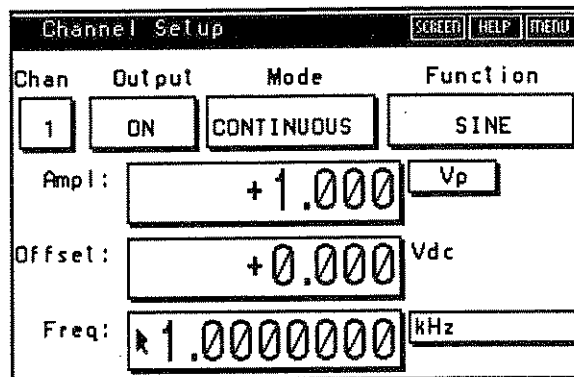 Channel Setup SCREEN HELP MENU
Chan Output Mode Function
1 ON CONTINUOUS SINE
Ampl: +1.000 Vp
Offset: +0.000 Vdc
Freq: 1.0000000 kHz